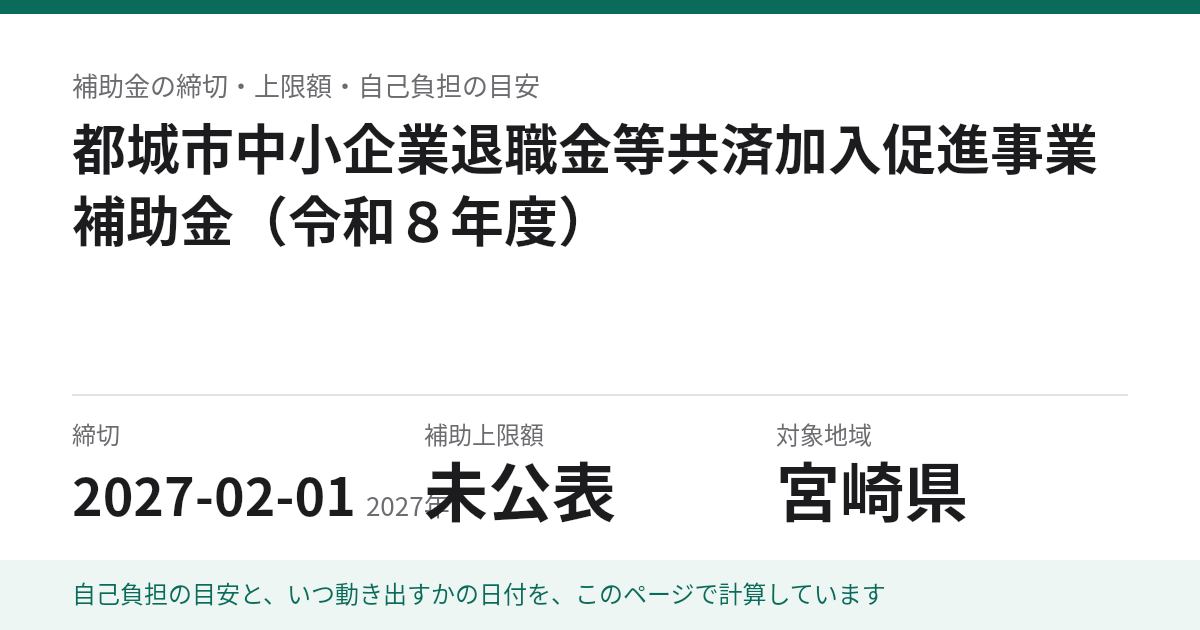 補助金の締切・上限額・自己負担の目安
都城市中小企業退職金等共済加入促進事業
補助金（令和８年度）
締切
補助上限額
対象地域
2027-02-01 2027年
未公表
宮崎県
自己負担の目安と、いつ動き出すかの日付を、このページで計算しています